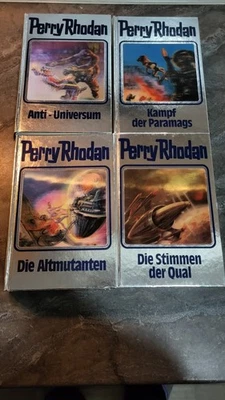 Perry Rhodan
Anti-Universum
Perry Rhodan
Kampf
der Paramags
Perry Rhodan
Die Altmutanten
Perry Rhodan
Die Stimmen
der Qual